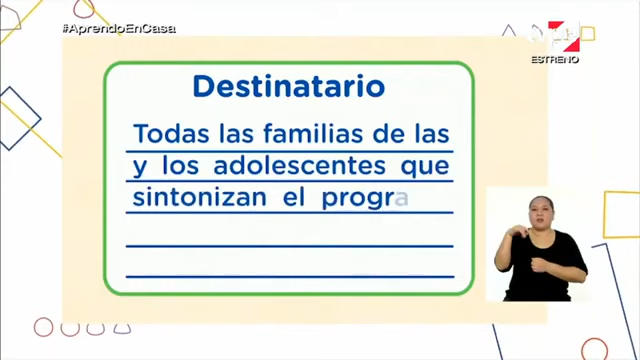 #AprendoEnCasa
ESTRENO
Destinatario
Todas las familias de las
y los adolescentes que
sintonizan el progra